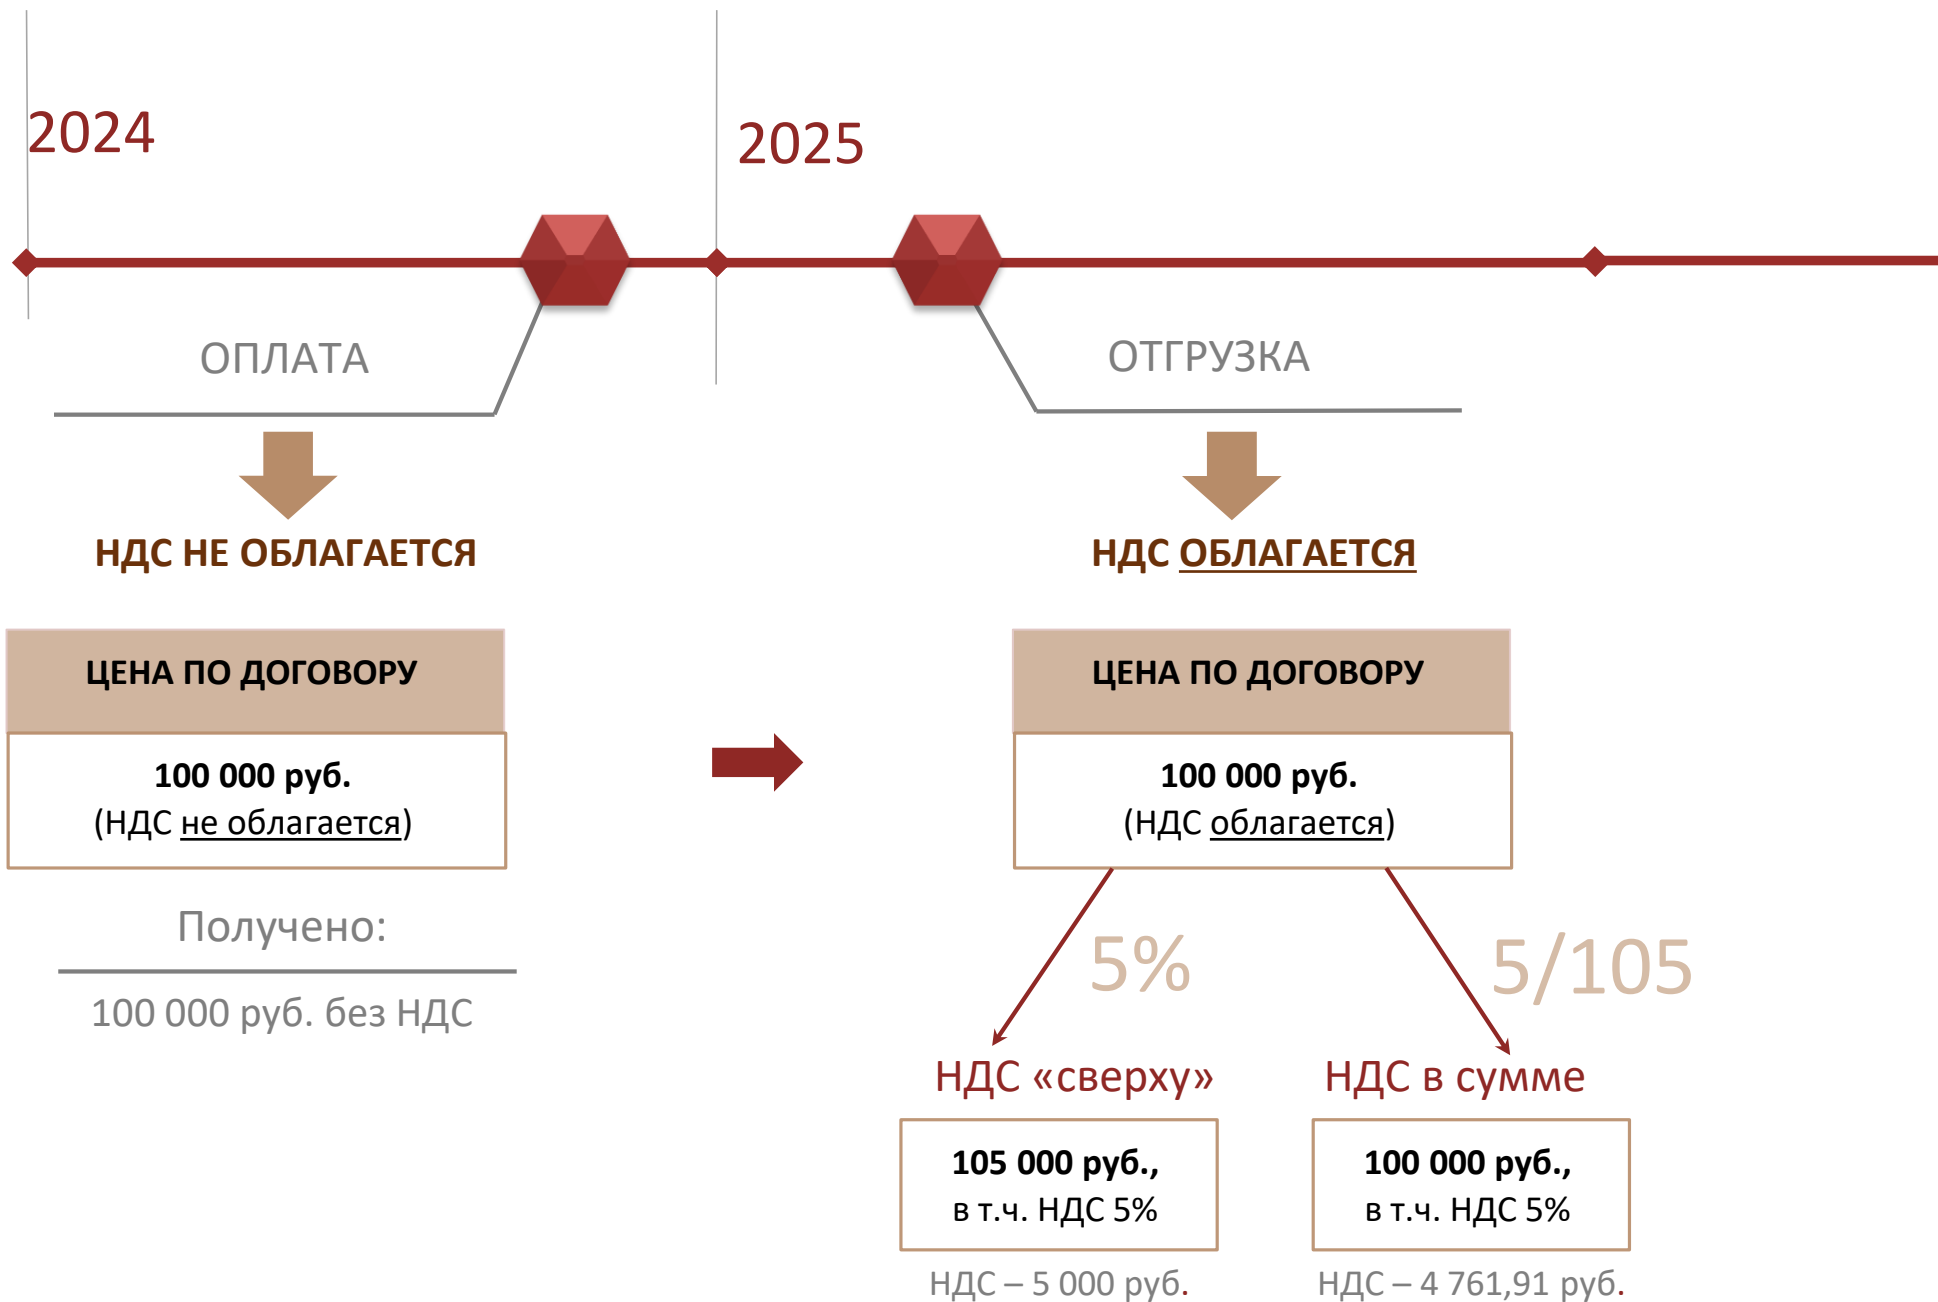 2024
2025
ОПЛАТА
ОТГРУЗКА
НДС НЕ ОБЛАГАЕТСЯ
НДС ОБЛАГАЕТСЯ
ЦЕНА ПО ДОГОВОРУ
100 000 руб.
(НДС не облагается)
Получено:
100 000 руб. без НДС
ЦЕНА ПО ДОГОВОРУ
100 000 руб.
(НДС облагается)
5%
5/105
НДС «сверху»
105 000 руб.,
в т.ч. НДС 5%
НДС – 5 000 руб.
НДС в сумме
100 000 руб.,
в т.ч. НДС 5%
НДС – 4 761,91 руб.